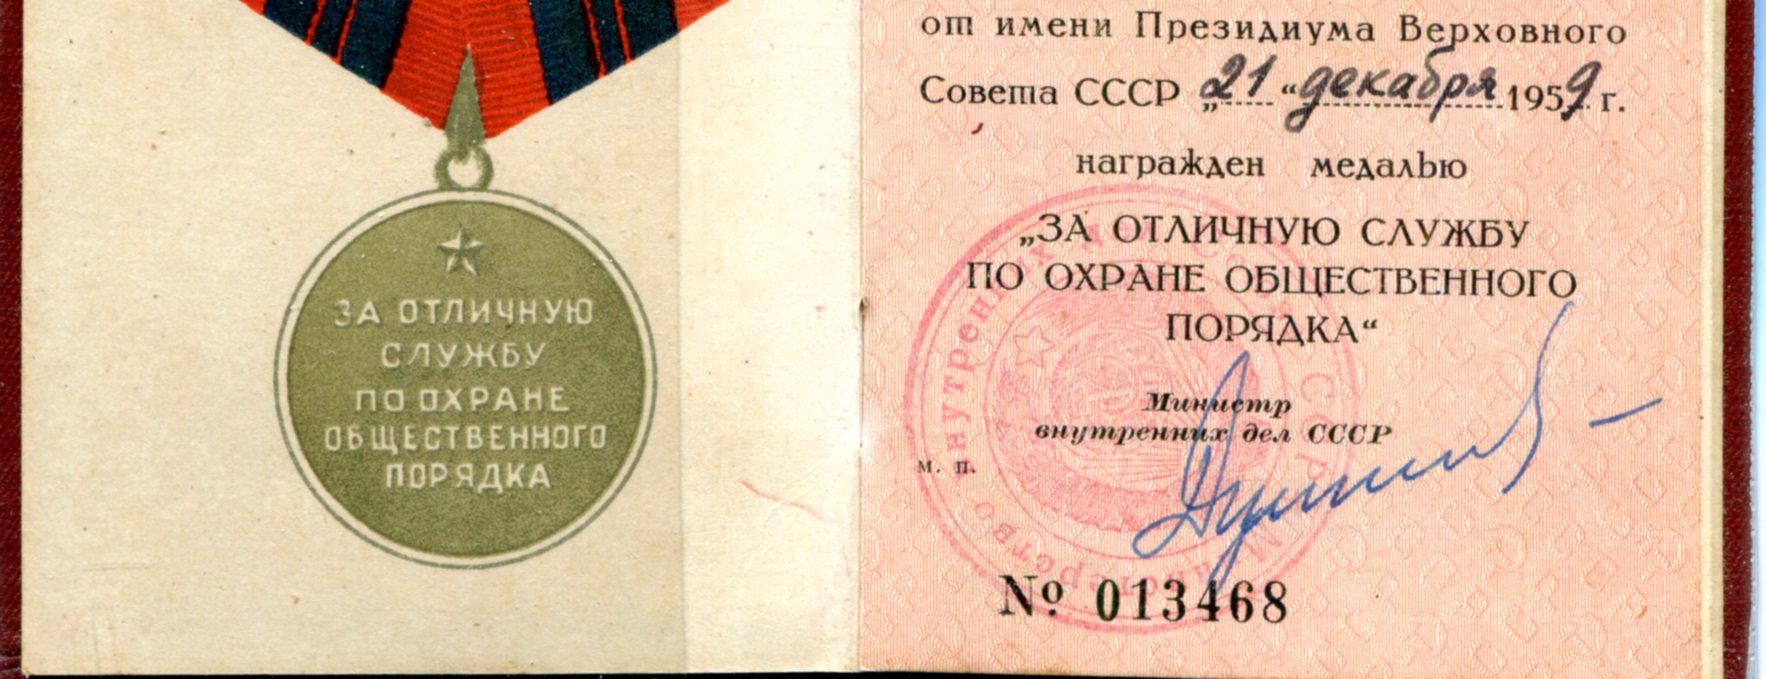 ЗА ОТЛИЧНУЮ
СЛУЖБУ
ПО ОХРАНЕ
ОБЩЕСТВЕННОГО
ПОРЯДКА
от имени Президиума Верховного
Совета СССР „21“ декабря 1959 г.
награжден медалью
„ЗА ОТЛИЧНУЮ СЛУЖБУ
ПО ОХРАНЕ ОБЩЕСТВЕННОГО
ПОРЯДКА“
Министр
внутренних дел СССР
м. п.
№ 013468